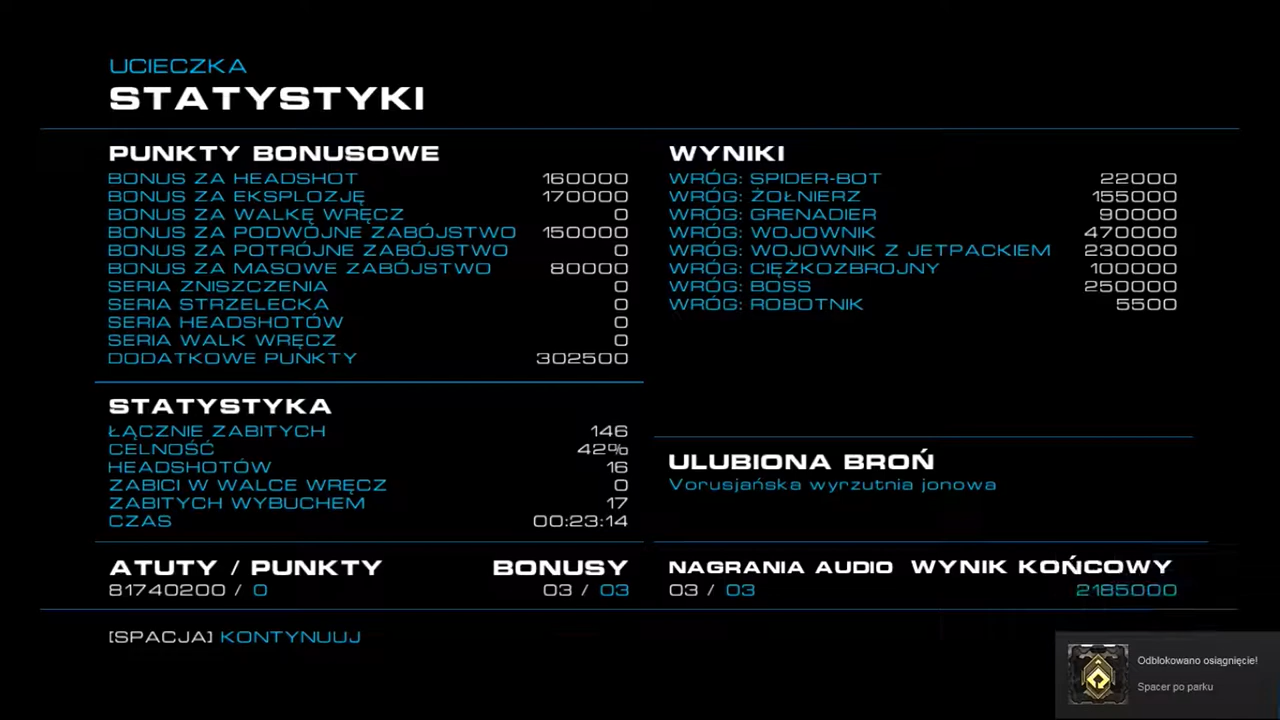 UCIECZKA
STATYSTYKI
PUNKTY BONUSOWE
BONUS ZA HEADSHOT 160000
BONUS ZA EKSPLOZJĘ 170000
BONUS ZA WALKĘ WRĘCZ 0
BONUS ZA PODWÓJNE ZABÓJSTWO 150000
BONUS ZA POTRÓJNE ZABÓJSTWO 0
BONUS ZA MASOWE ZABÓJSTWO 80000
SERIA ZNISZCZENIA 0
SERIA STRZELECKA 0
SERIA HEADSHOTÓW 0
SERIA WALK WRĘCZ 0
DODATKOWE PUNKTY 302500
WYNIKI
WRÓG: SPIDER-BOT 22000
WRÓG: ŻOŁNIERZ 155000
WRÓG: GRENADIER 90000
WRÓG: WOJOWNIK 470000
WRÓG: WOJOWNIK Z JETPACKIEM 230000
WRÓG: CIĘŻKOZBROJNY 100000
WRÓG: BOSS 250000
WRÓG: ROBOTNIK 5500
STATYSTYKA
ŁĄCZNIE ZABITYCH 146
CELNOŚĆ 42%
HEADSHOTÓW 16
ZABICI W WALCE WRĘCZ 0
ZABITYCH WYBUCHEM 17
CZAS 00:23:14
ULUBIONA BROŃ
Vorusjańska wyrzutnia jonowa
ATUTY / PUNKTY BONUSY
81740200 / 0 03 / 03
NAGRANIA AUDIO WYNIK KOŃCOWY
03 / 03 2185000
[SPACJA] KONTYNUUJ
Odblokowano osiągnięcie!
Spacer po parku